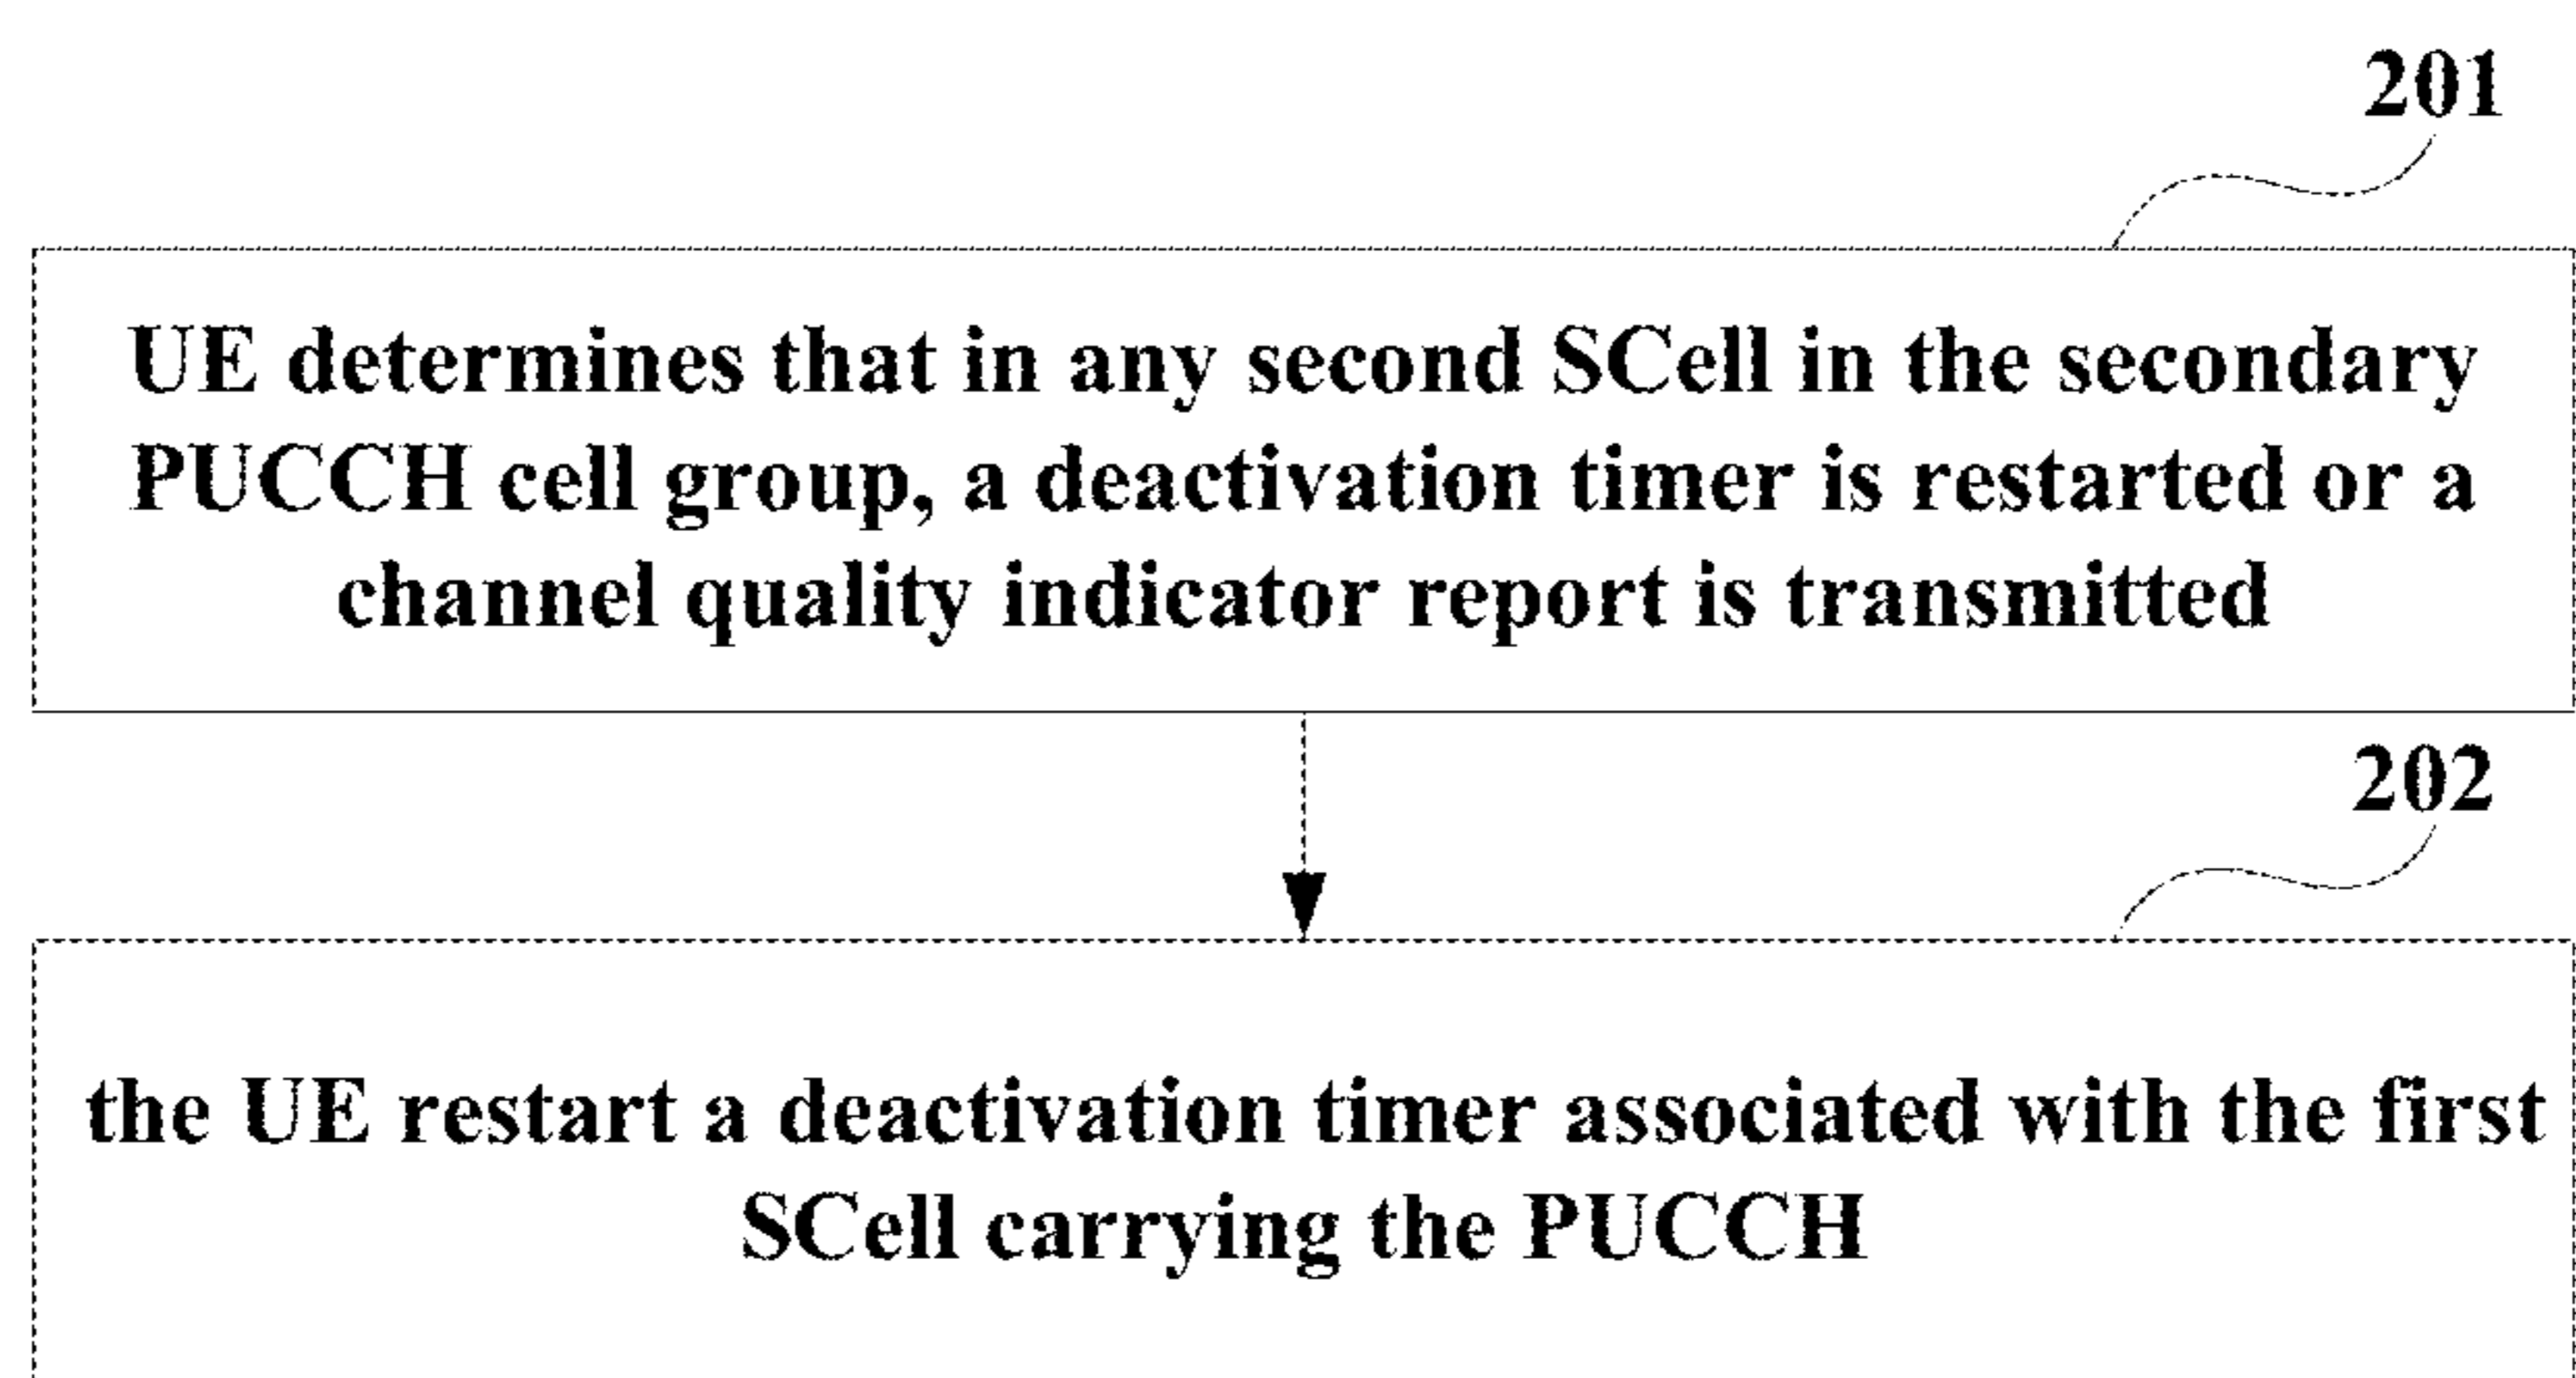 201
UE determines that in any second SCell in the secondary
PUCCH cell group, a deactivation timer is restarted or a
channel quality indicator report is transmitted
202
the UE restart a deactivation timer associated with the first
SCell carrying the PUCCH